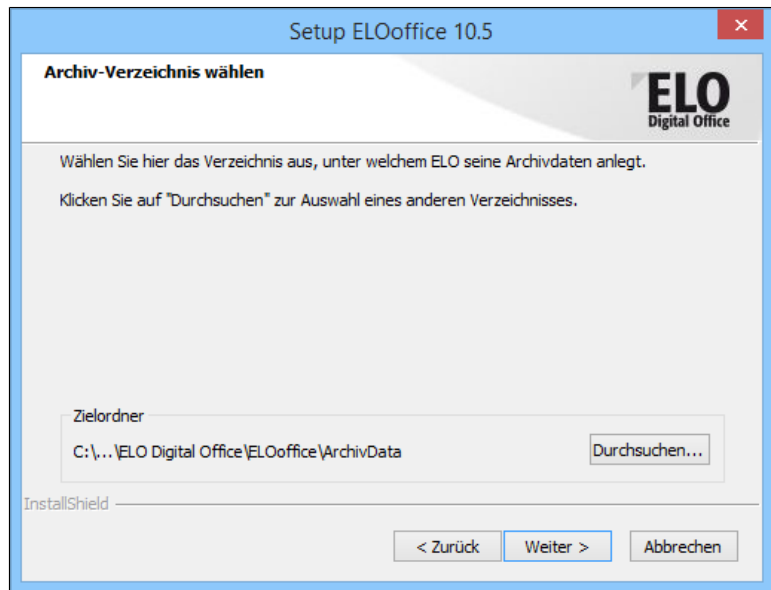 Setup ELOoffice 10.5
Archiv-Verzeichnis wählen
ELO
Digital Office
Wählen Sie hier das Verzeichnis aus, unter welchem ELO seine Archivdaten anlegt.
Klicken Sie auf "Durchsuchen" zur Auswahl eines anderen Verzeichnisses.
Zielordner
C:\...\ELO Digital Office\ELOoffice\ArchivData
Durchsuchen...
InstallShield
< Zurück
Weiter >
Abbrechen